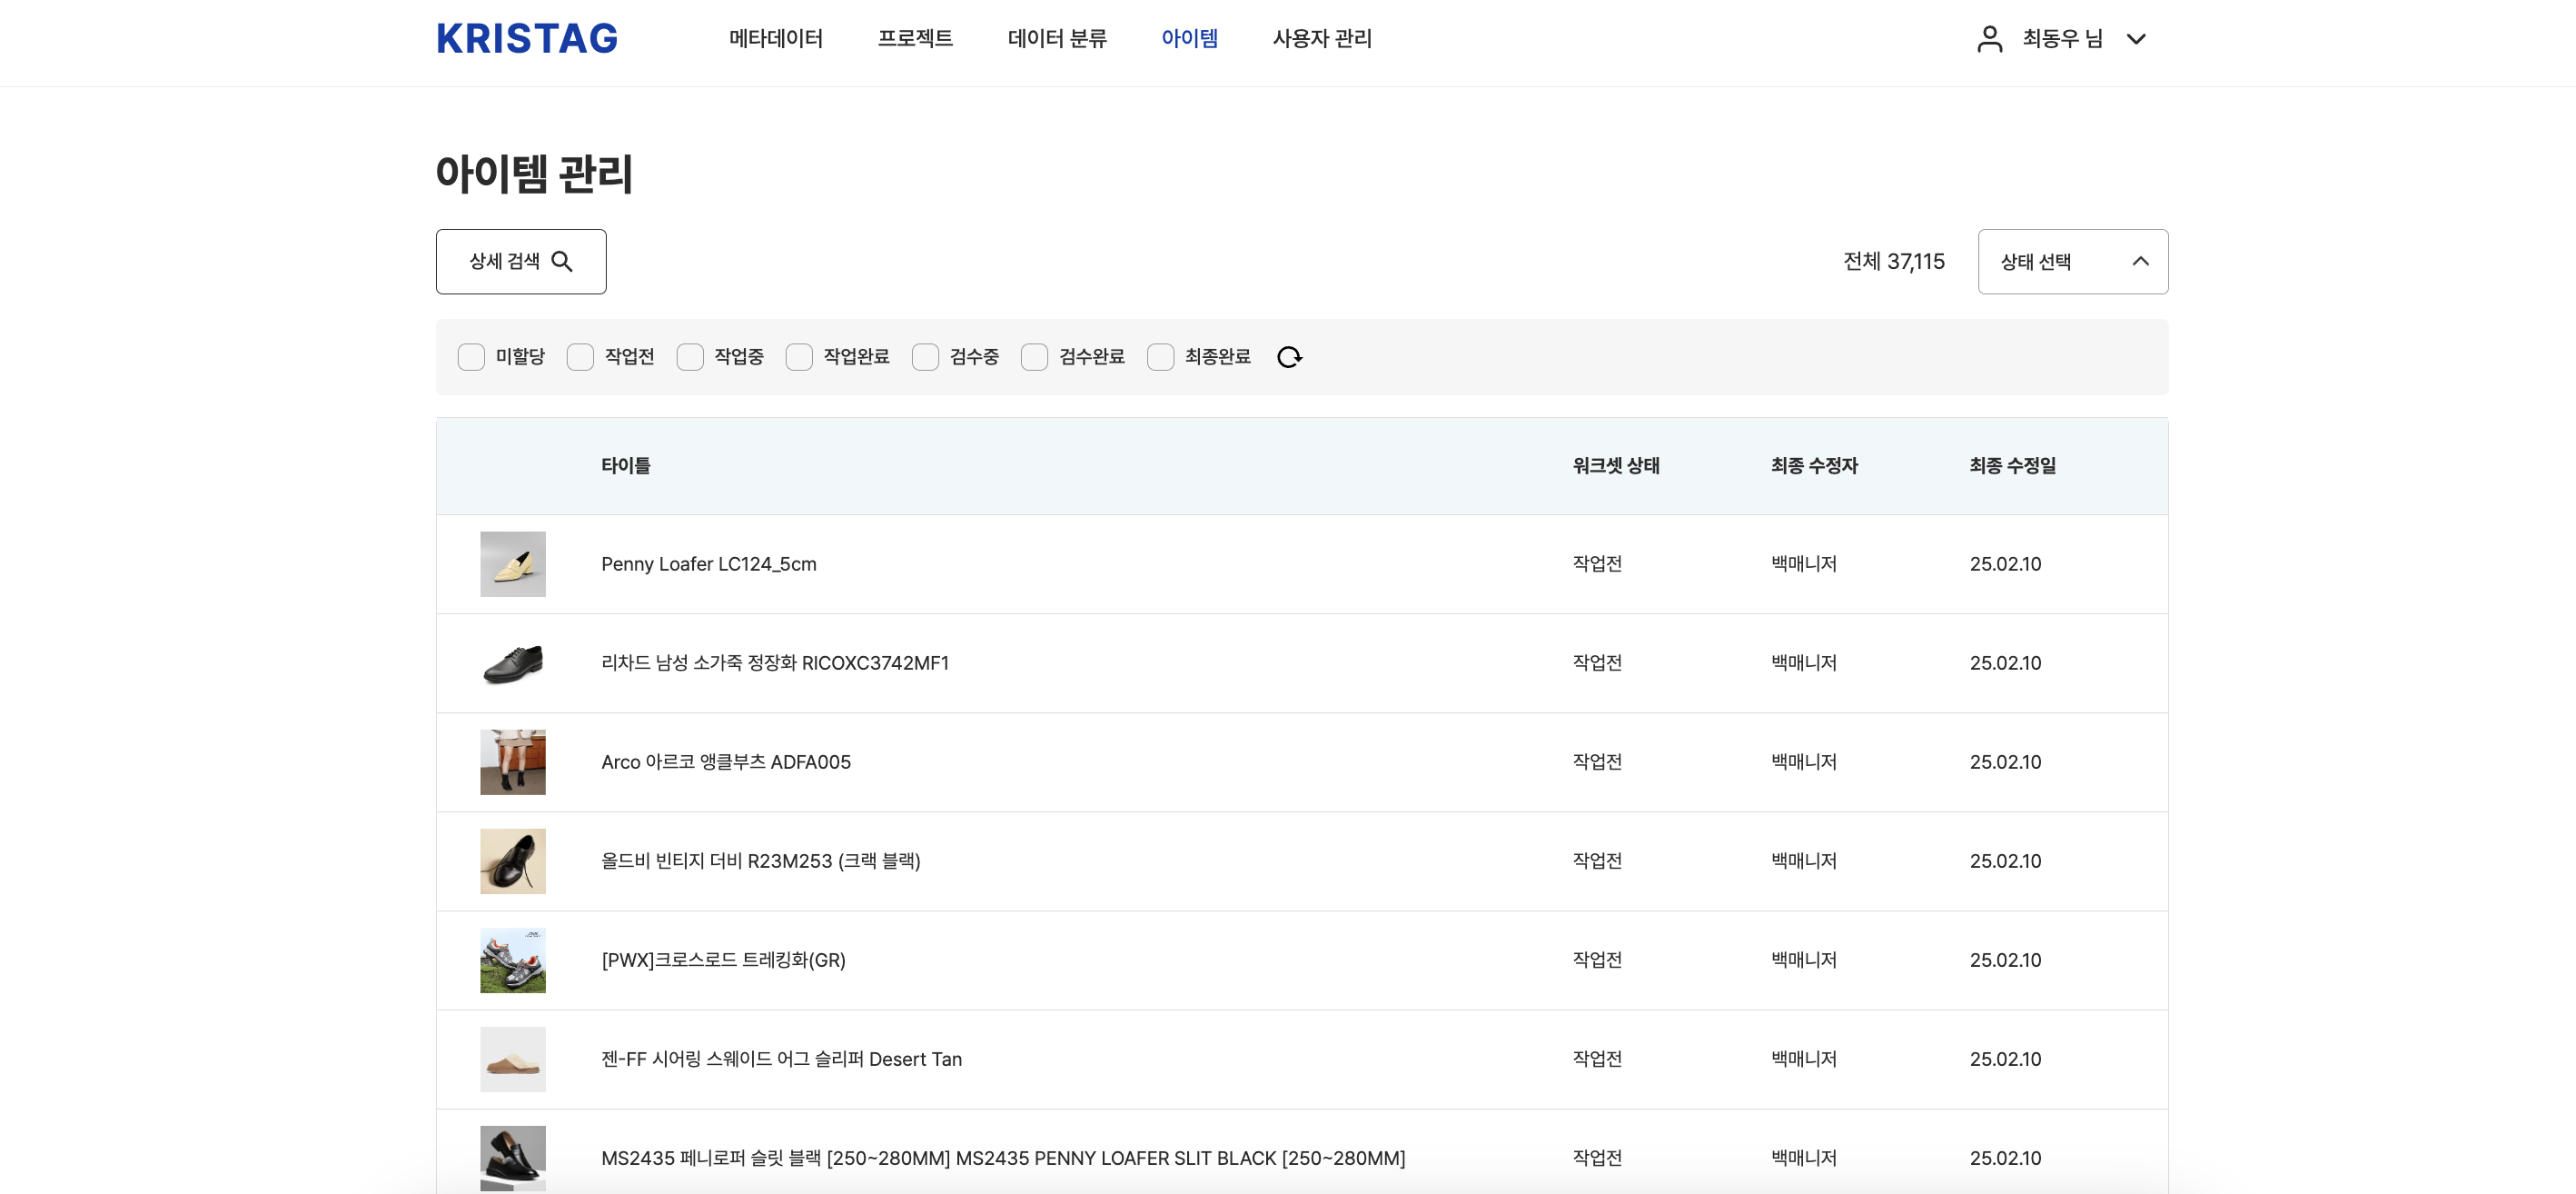 KRISTAG 메타데이터 프로젝트 데이터 분류 아이템 사용자 관리 최동우 님
아이템 관리
상세 검색 전체 37,115 상태 선택
미할당 작업전 작업중 작업완료 검수중 검수완료 최종완료
타이틀 워크셋 상태 최종 수정자 최종 수정일
Penny Loafer LC124_5cm 작업전 백매니저 25.02.10
리차드 남성 소가죽 정장화 RICOXC3742MF1 작업전 백매니저 25.02.10
Arco 아르코 앵클부츠 ADFA005 작업전 백매니저 25.02.10
올드비 빈티지 더비 R23M253 (크랙 블랙) 작업전 백매니저 25.02.10
[PWX]크로스로드 트레킹화(GR) 작업전 백매니저 25.02.10
젠-FF 시어링 스웨이드 어그 슬리퍼 Desert Tan 작업전 백매니저 25.02.10
MS2435 페니로퍼 슬릿 블랙 [250~280MM] MS2435 PENNY LOAFER SLIT BLACK [250~280MM] 작업전 백매니저 25.02.10